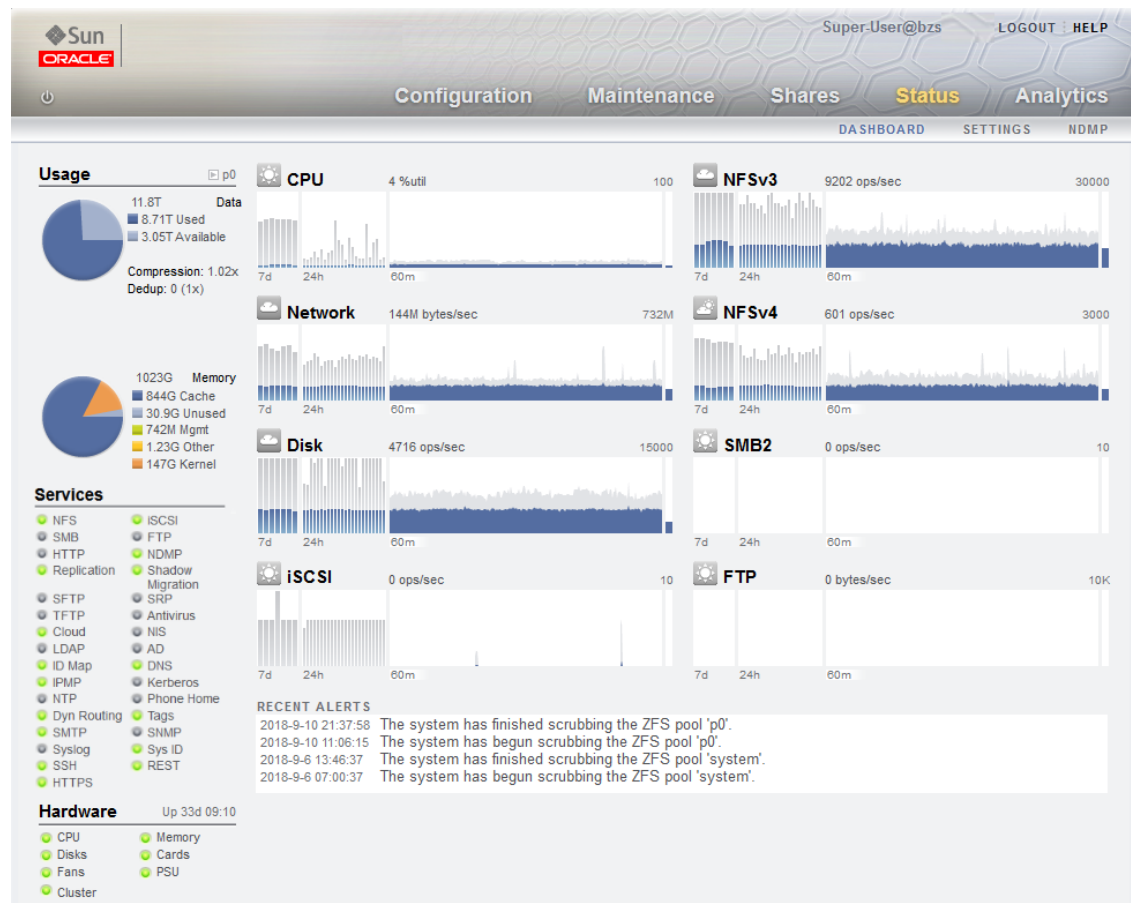 Sun
ORACLE
Super-User@bzs LOGOUT HELP
Configuration Maintenance Shares Status Analytics
DASHBOARD SETTINGS NDMP
Usage p0
11.8T Data
8.71T Used
3.05T Available
Compression: 1.02x
Dedup: 0 (1x)
1023G Memory
844G Cache
30.9G Unused
742M Mgmt
1.23G Other
147G Kernel
Services
NFS iSCSI
SMB FTP
HTTP NDMP
Replication Shadow
Migration
SFTP SRP
TFTP Antivirus
Cloud NIS
LDAP AD
ID Map DNS
IPMP Kerberos
NTP Phone Home
Dyn Routing Tags
SMTP SNMP
Syslog Sys ID
SSH REST
HTTPS
Hardware Up 33d 09:10
CPU Memory
Disks Cards
Fans PSU
Cluster
CPU 4 %util 100
7d 24h 60m
NFSv3 9202 ops/sec 30000
7d 24h 60m
Network 144M bytes/sec 732M
7d 24h 60m
NFSv4 601 ops/sec 3000
7d 24h 60m
Disk 4716 ops/sec 15000
7d 24h 60m
SMB2 0 ops/sec 10
7d 24h 60m
iSCSI 0 ops/sec 10
7d 24h 60m
FTP 0 bytes/sec 10K
7d 24h 60m
RECENT ALERTS
2018-9-10 21:37:58 The system has finished scrubbing the ZFS pool 'p0'.
2018-9-10 11:06:15 The system has begun scrubbing the ZFS pool 'p0'.
2018-9-6 13:46:37 The system has finished scrubbing the ZFS pool 'system'.
2018-9-6 07:00:37 The system has begun scrubbing the ZFS pool 'system'.